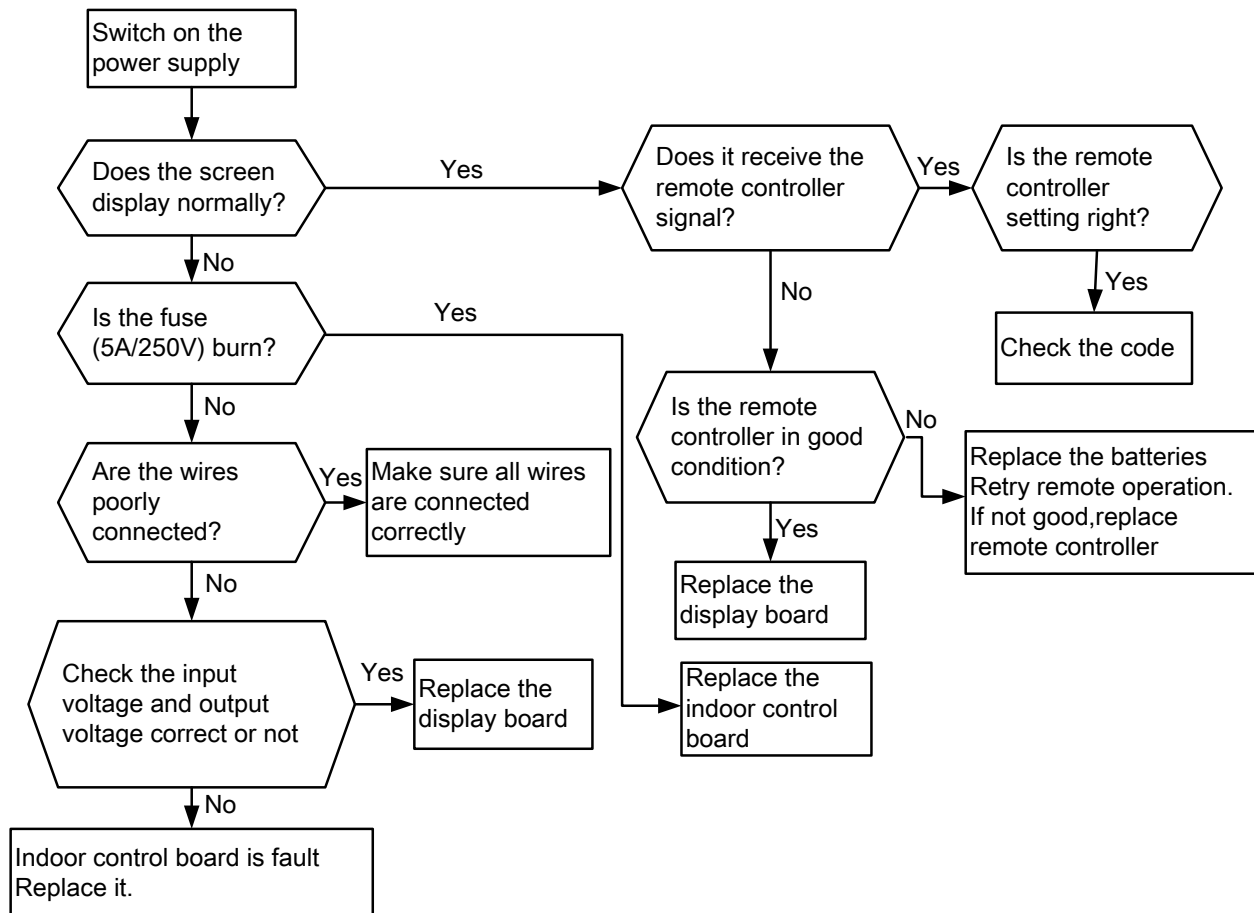 Switch on the
power supply
Does the screen
display normally?
Yes
Does it receive the
remote controller
signal?
Yes
Is the remote
controller
setting right?
No
Is the fuse
(5A/250V) burn?
Yes
No
Yes
Check the code
No
Are the wires
poorly
connected?
Yes
Make sure all wires
are connected
correctly
Is the remote
controller in good
condition?
No
Replace the batteries
Retry remote operation.
If not good,replace
remote controller
Yes
Replace the
display board
No
Check the input
voltage and output
voltage correct or not
Yes
Replace the
display board
Replace the
indoor control
board
No
Indoor control board is fault
Replace it.